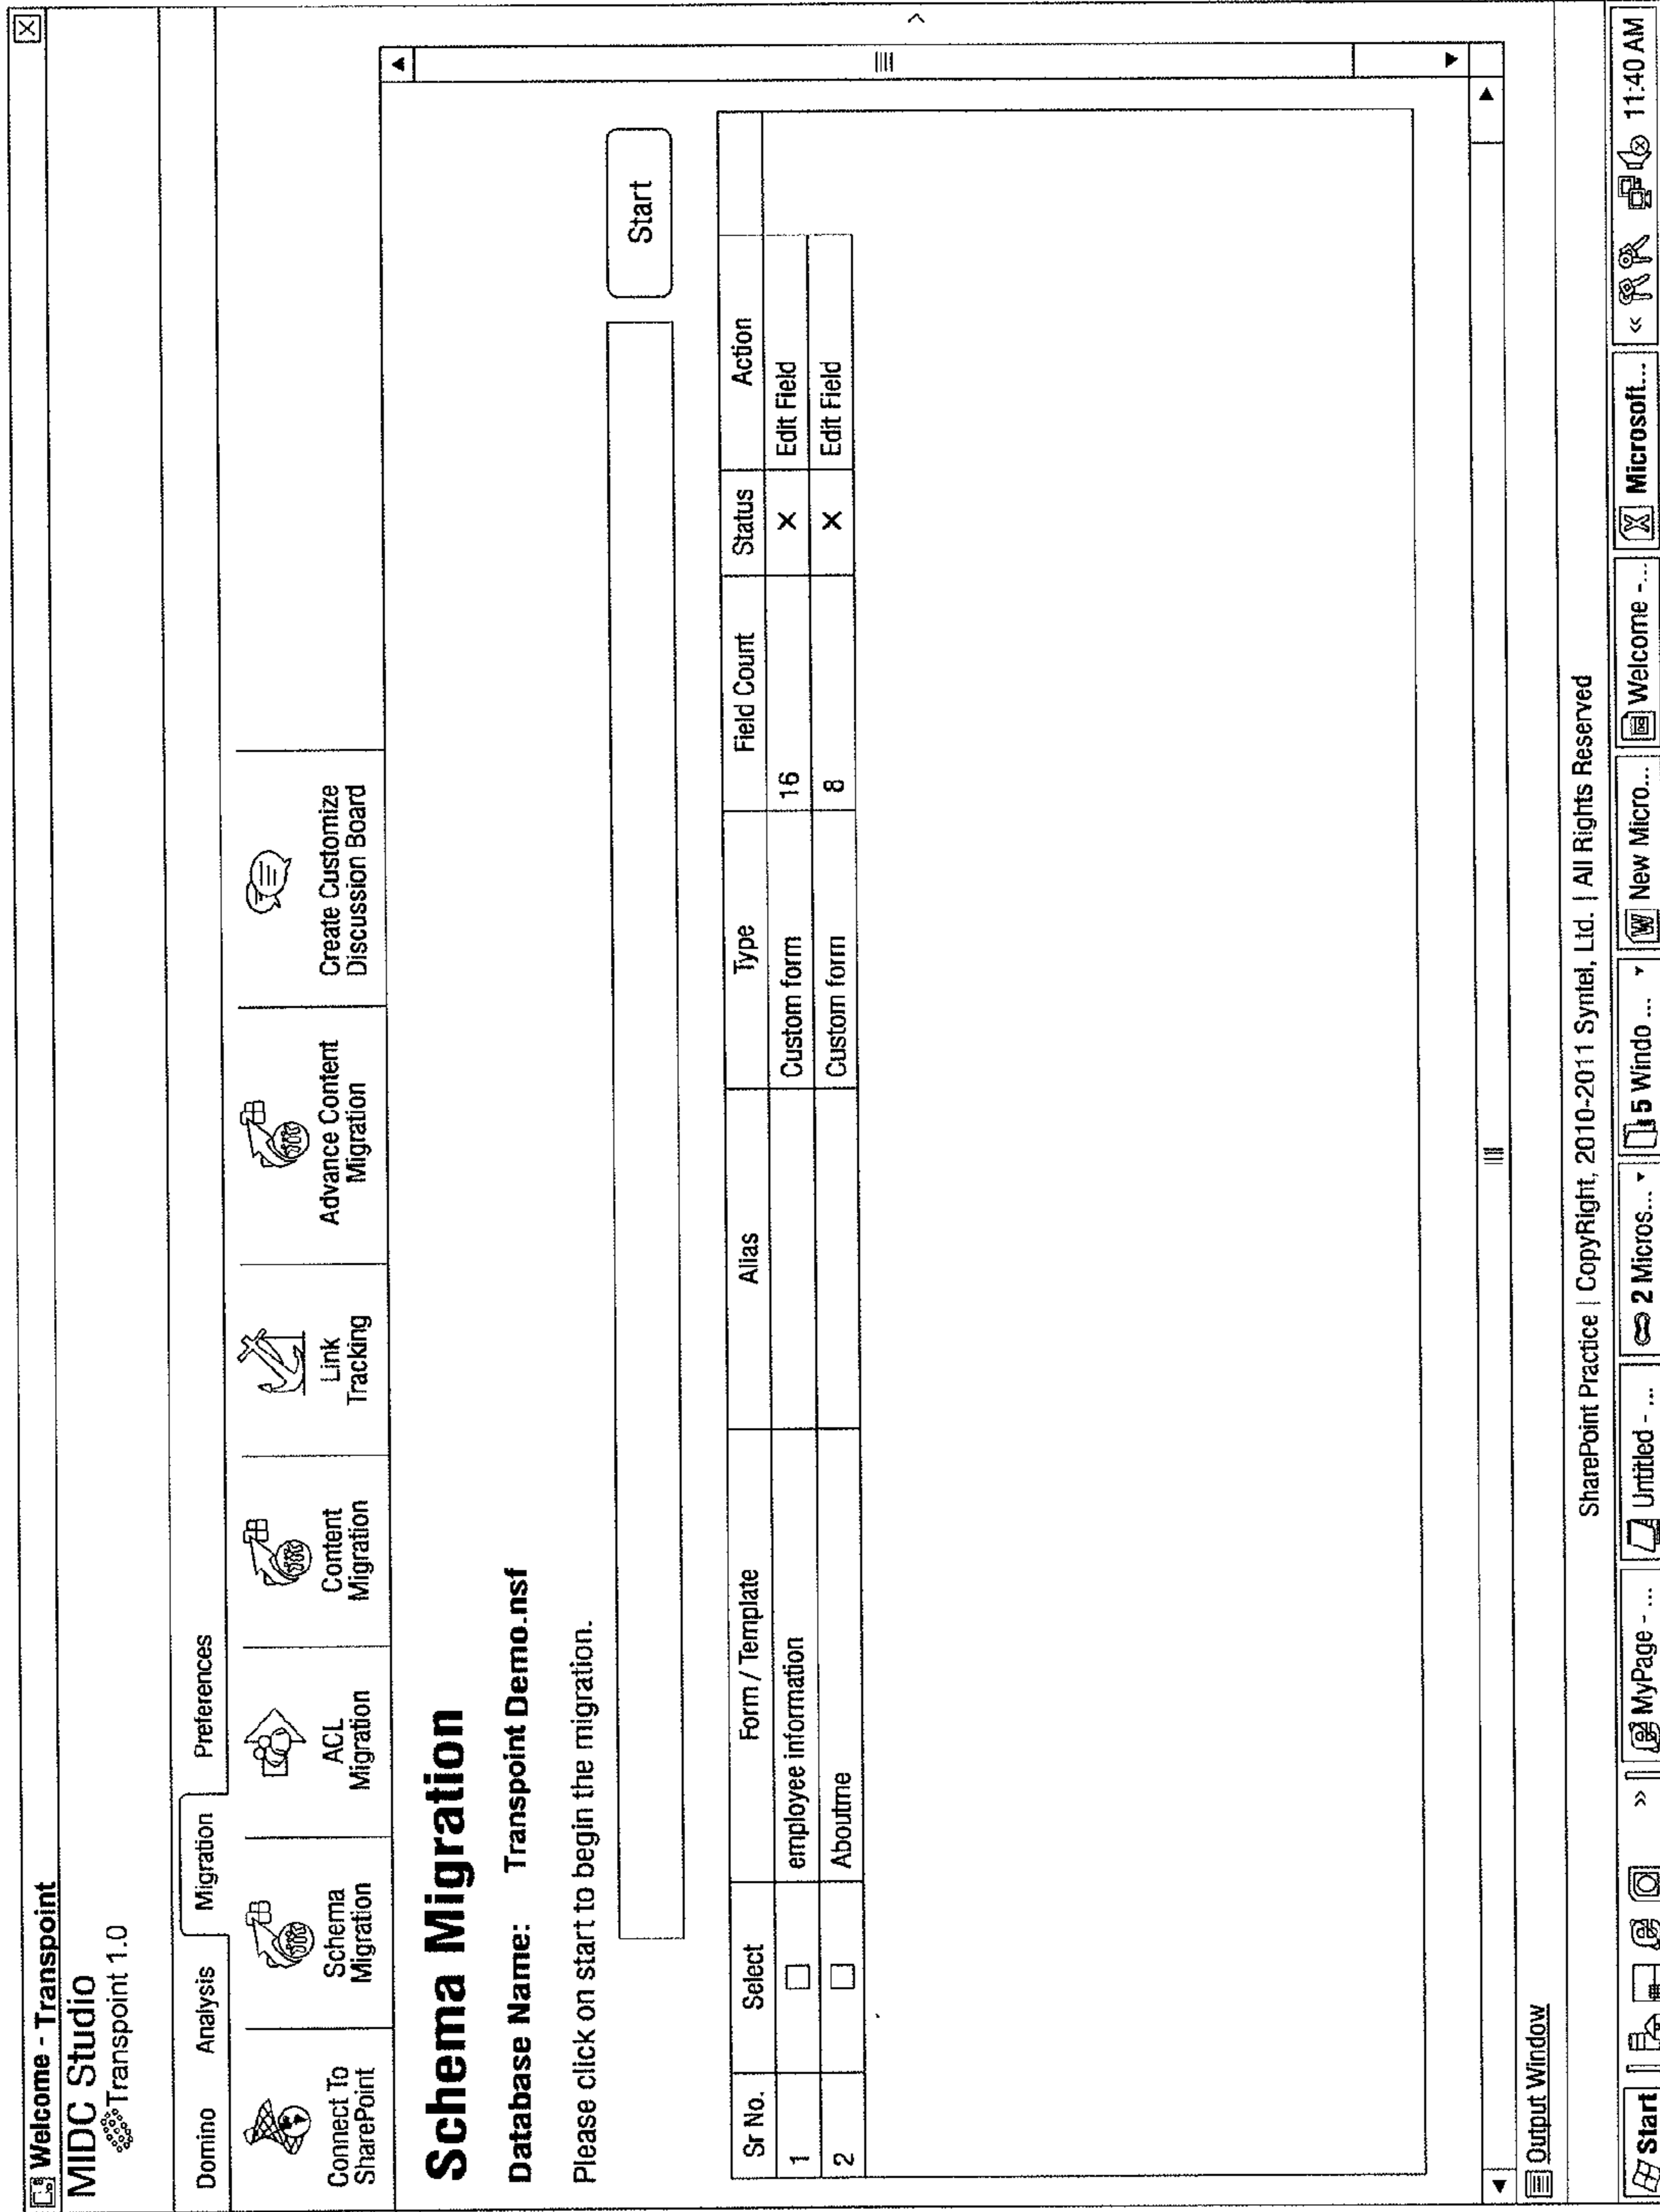 Welcome - Transpoint
MIDC Studio
Transpoint 1.0
Domino Analysis Migration Preferences
Connect To
SharePoint
Schema
Migration
ACL
Migration
Content
Migration
Link
Tracking
Advance Content
Migration
Create Customize
Discussion Board
Schema Migration
Database Name: Transpoint Demo.nsf
Please click on start to begin the migration.
Start
Sr No. Select Form / Template Alias Type Field Count Status Action
1 employee information Custom form 16 X Edit Field
2 Aboutme Custom form 8 X Edit Field
Output Window
SharePoint Practice | CopyRight, 2010-2011 Syntel, Ltd. | All Rights Reserved
Start » MyPage - ... Untitled - ... 2 Micros... 5 Windo ... New Micro... Welcome -... Microsoft... « 11:40 AM